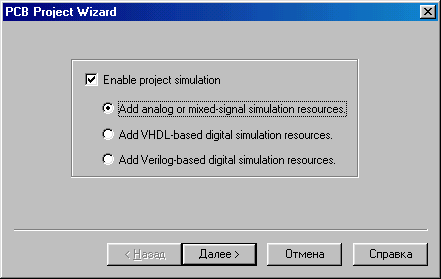 PCB Project Wizard
Enable project simulation
Add analog or mixed-signal simulation resources.
Add VHDL-based digital simulation resources.
Add Verilog-based digital simulation resources.
< Назад Далее > Отмена Справка